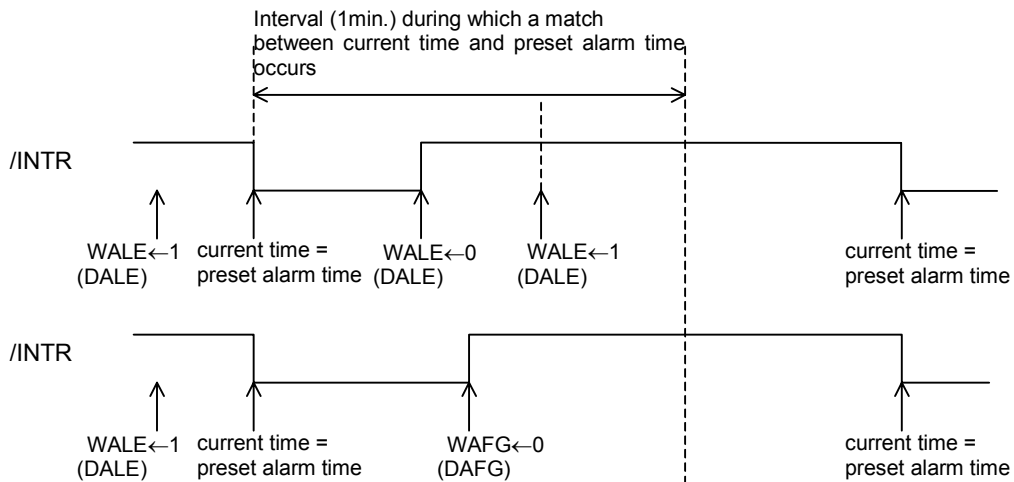 Interval (1min.) during which a match
between current time and preset alarm time
occurs
/INTR
WALE←1
(DALE)
current time =
preset alarm time
WALE←0
(DALE)
WALE←1
(DALE)
current time =
preset alarm time
/INTR
WALE←1
(DALE)
current time =
preset alarm time
WAFG←0
(DAFG)
current time =
preset alarm time